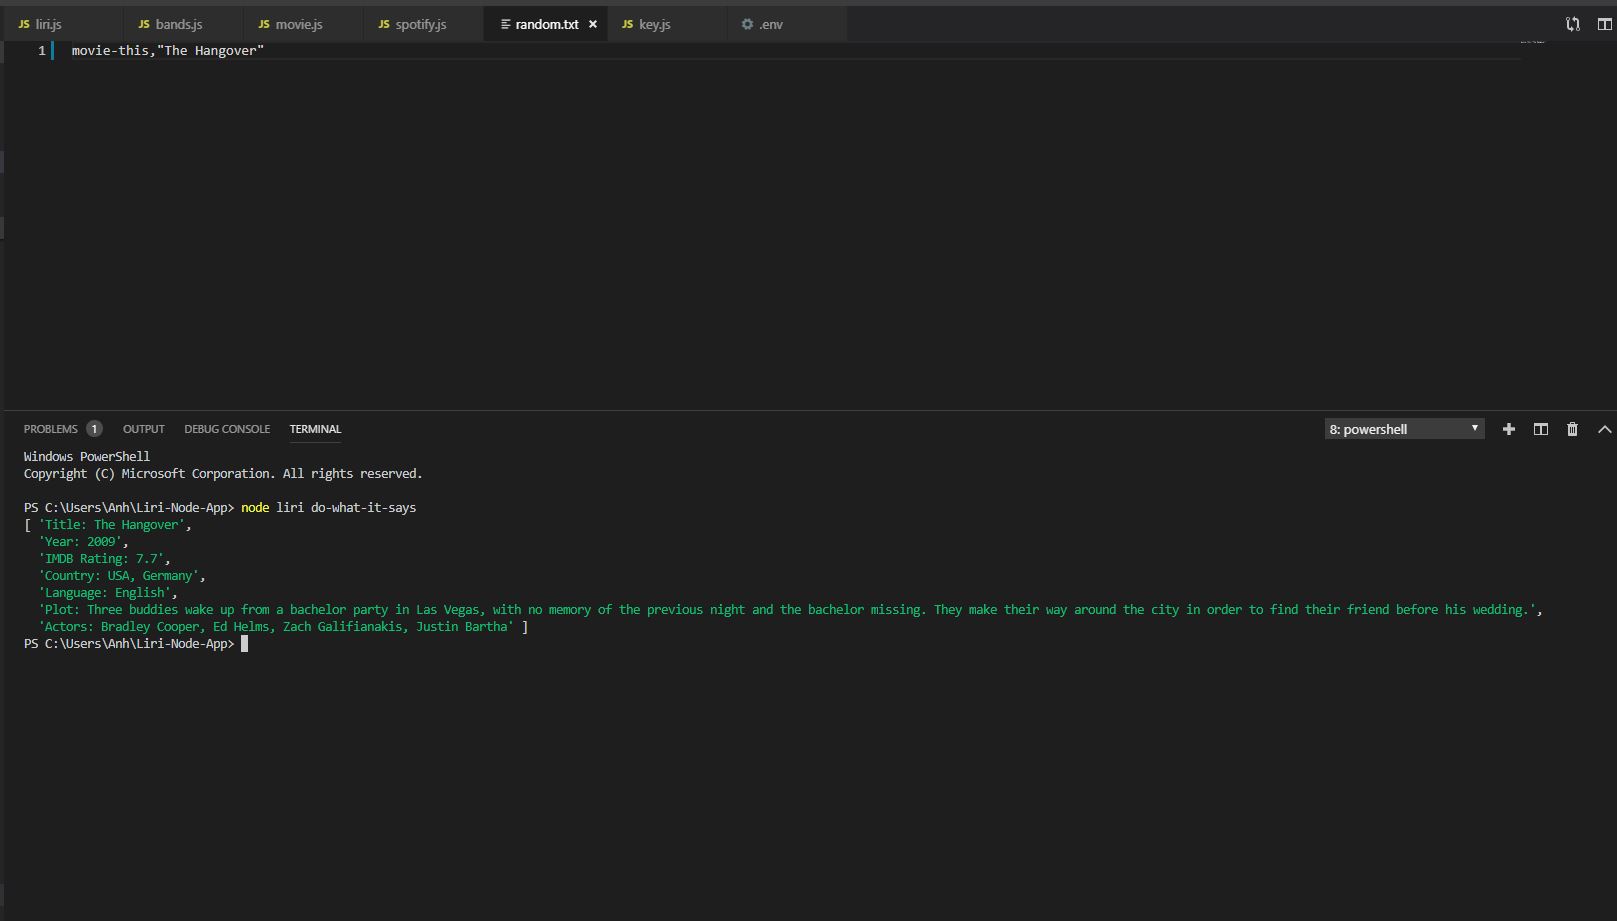 JS liri.js JS bands.js JS movie.js JS spotify.js random.txt × JS key.js .env
1 movie-this,"The Hangover"
PROBLEMS 1 OUTPUT DEBUG CONSOLE TERMINAL 8: powershell
Windows PowerShell
Copyright (C) Microsoft Corporation. All rights reserved.
PS C:\Users\Anh\Liri-Node-App> node liri do-what-it-says
[ 'Title: The Hangover',
'Year: 2009',
'IMDB Rating: 7.7',
'Country: USA, Germany',
'Language: English',
'Plot: Three buddies wake up from a bachelor party in Las Vegas, with no memory of the previous night and the bachelor missing. They make their way around the city in order to find their friend before his wedding.',
'Actors: Bradley Cooper, Ed Helms, Zach Galifianakis, Justin Bartha' ]
PS C:\Users\Anh\Liri-Node-App>